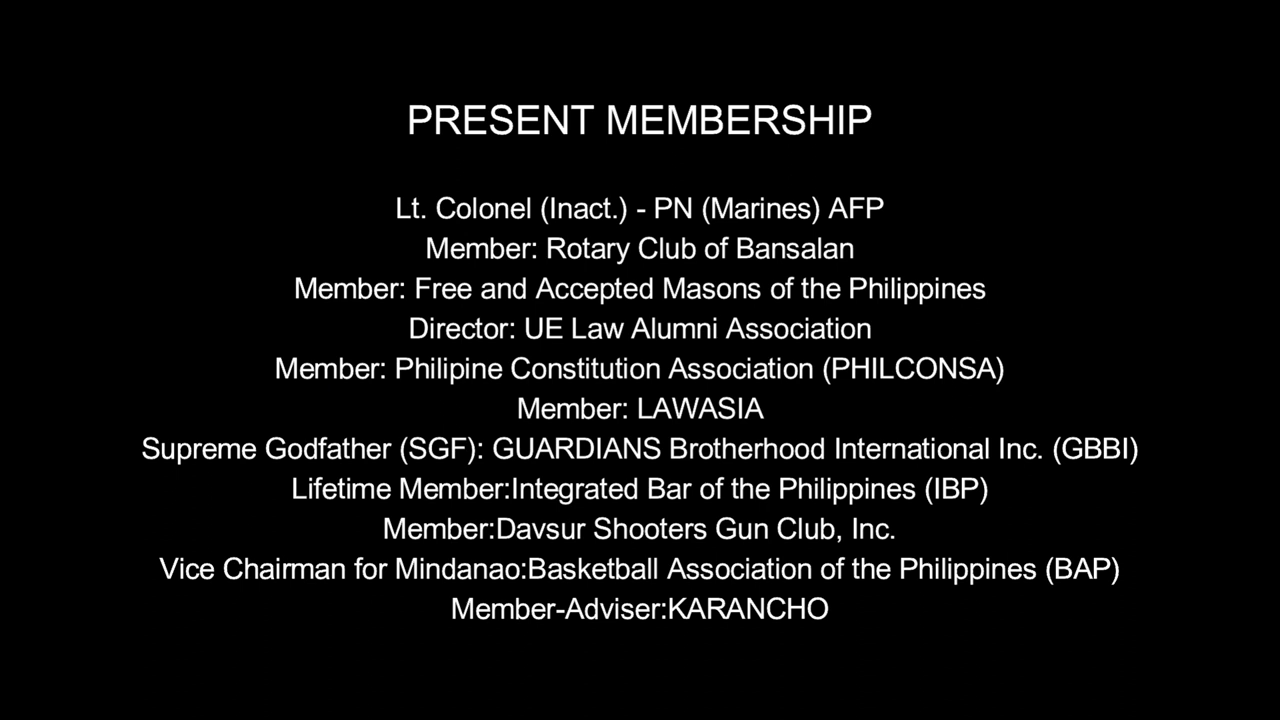 PRESENT MEMBERSHIP
Lt. Colonel (Inact.) - PN (Marines) AFP
Member: Rotary Club of Bansalan
Member: Free and Accepted Masons of the Philippines
Director: UE Law Alumni Association
Member: Philipine Constitution Association (PHILCONSA)
Member: LAWASIA
Supreme Godfather (SGF): GUARDIANS Brotherhood International Inc. (GBBI)
Lifetime Member:Integrated Bar of the Philippines (IBP)
Member:Davsur Shooters Gun Club, Inc.
Vice Chairman for Mindanao:Basketball Association of the Philippines (BAP)
Member-Adviser:KARANCHO